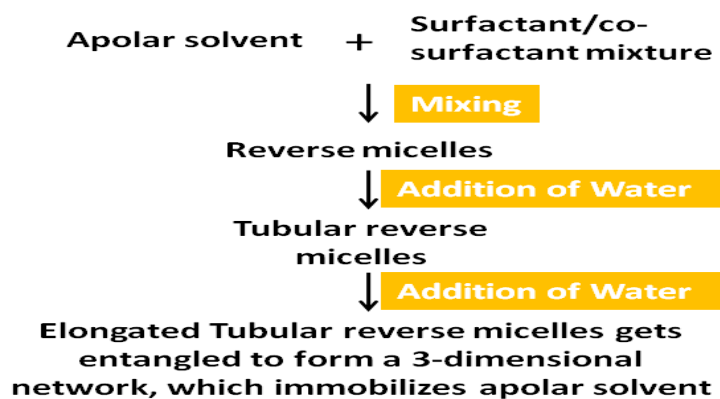 Apolar solvent + Surfactant/co-
surfactant mixture
Mixing
Reverse micelles
Addition of Water
Tubular reverse
micelles
Addition of Water
Elongated Tubular reverse micelles gets
entangled to form a 3-dimensional
network, which immobilizes apolar solvent